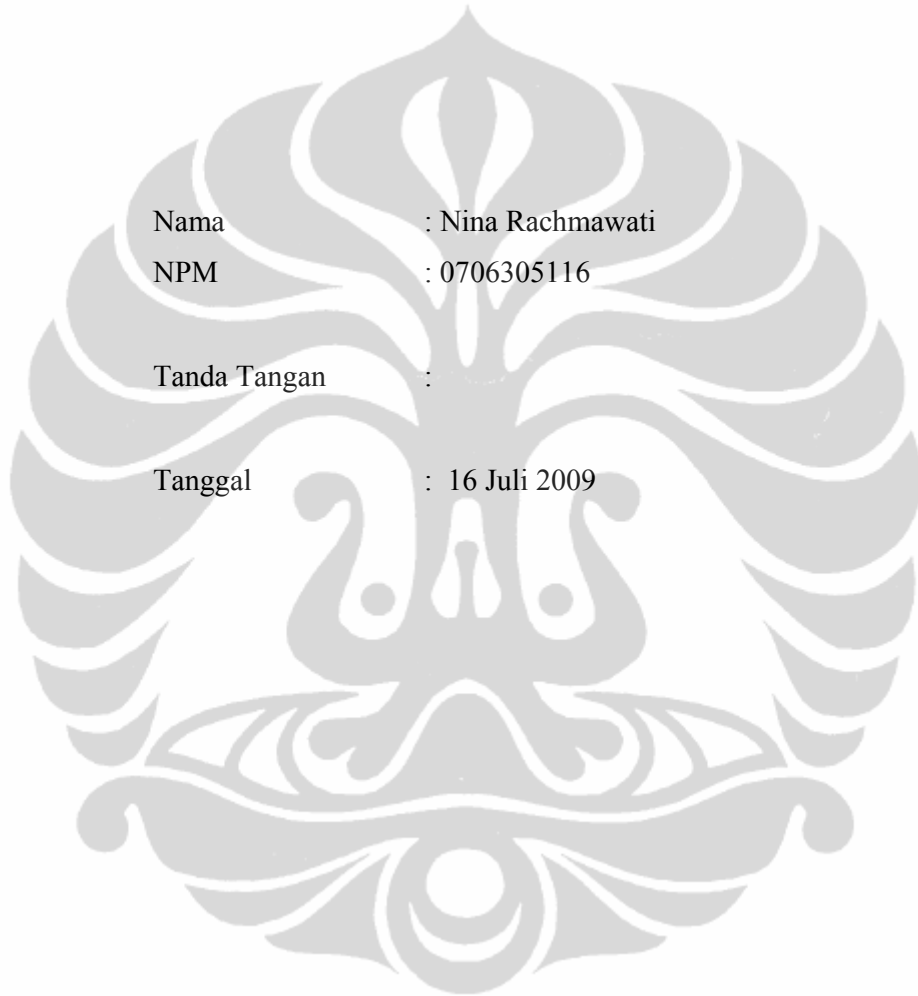 Nama : Nina Rachmawati
NPM : 0706305116
Tanda Tangan :
Tanggal : 16 Juli 2009